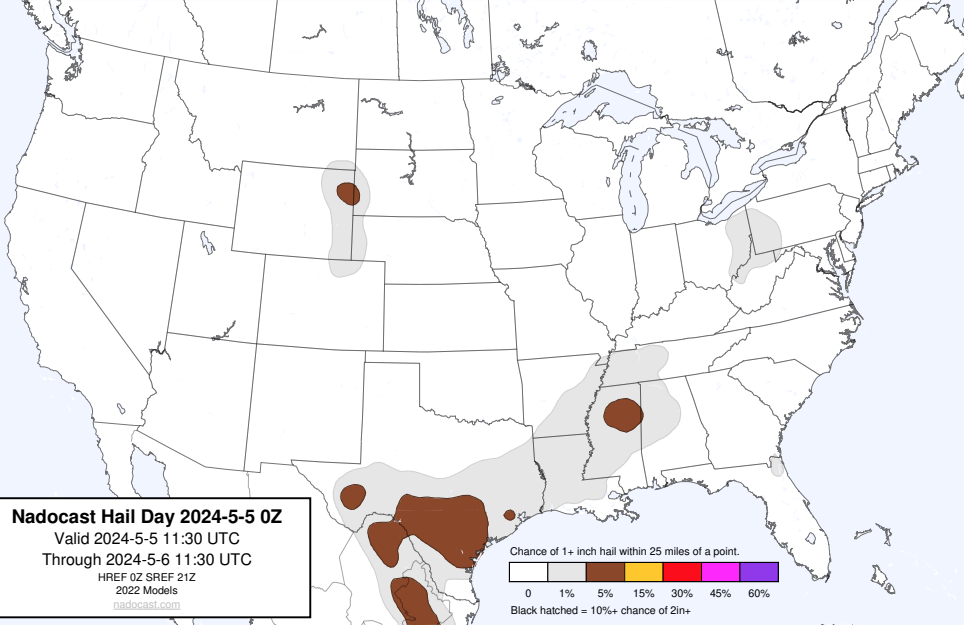 Nadocast Hail Day 2024-5-5 0Z
Valid 2024-5-5 11:30 UTC
Through 2024-5-6 11:30 UTC
HREF 0Z SREF 21Z
2022 Models
nadocast.com
Chance of 1+ inch hail within 25 miles of a point.
0 1% 5% 15% 30% 45% 60%
Black hatched = 10%+ chance of 2in+